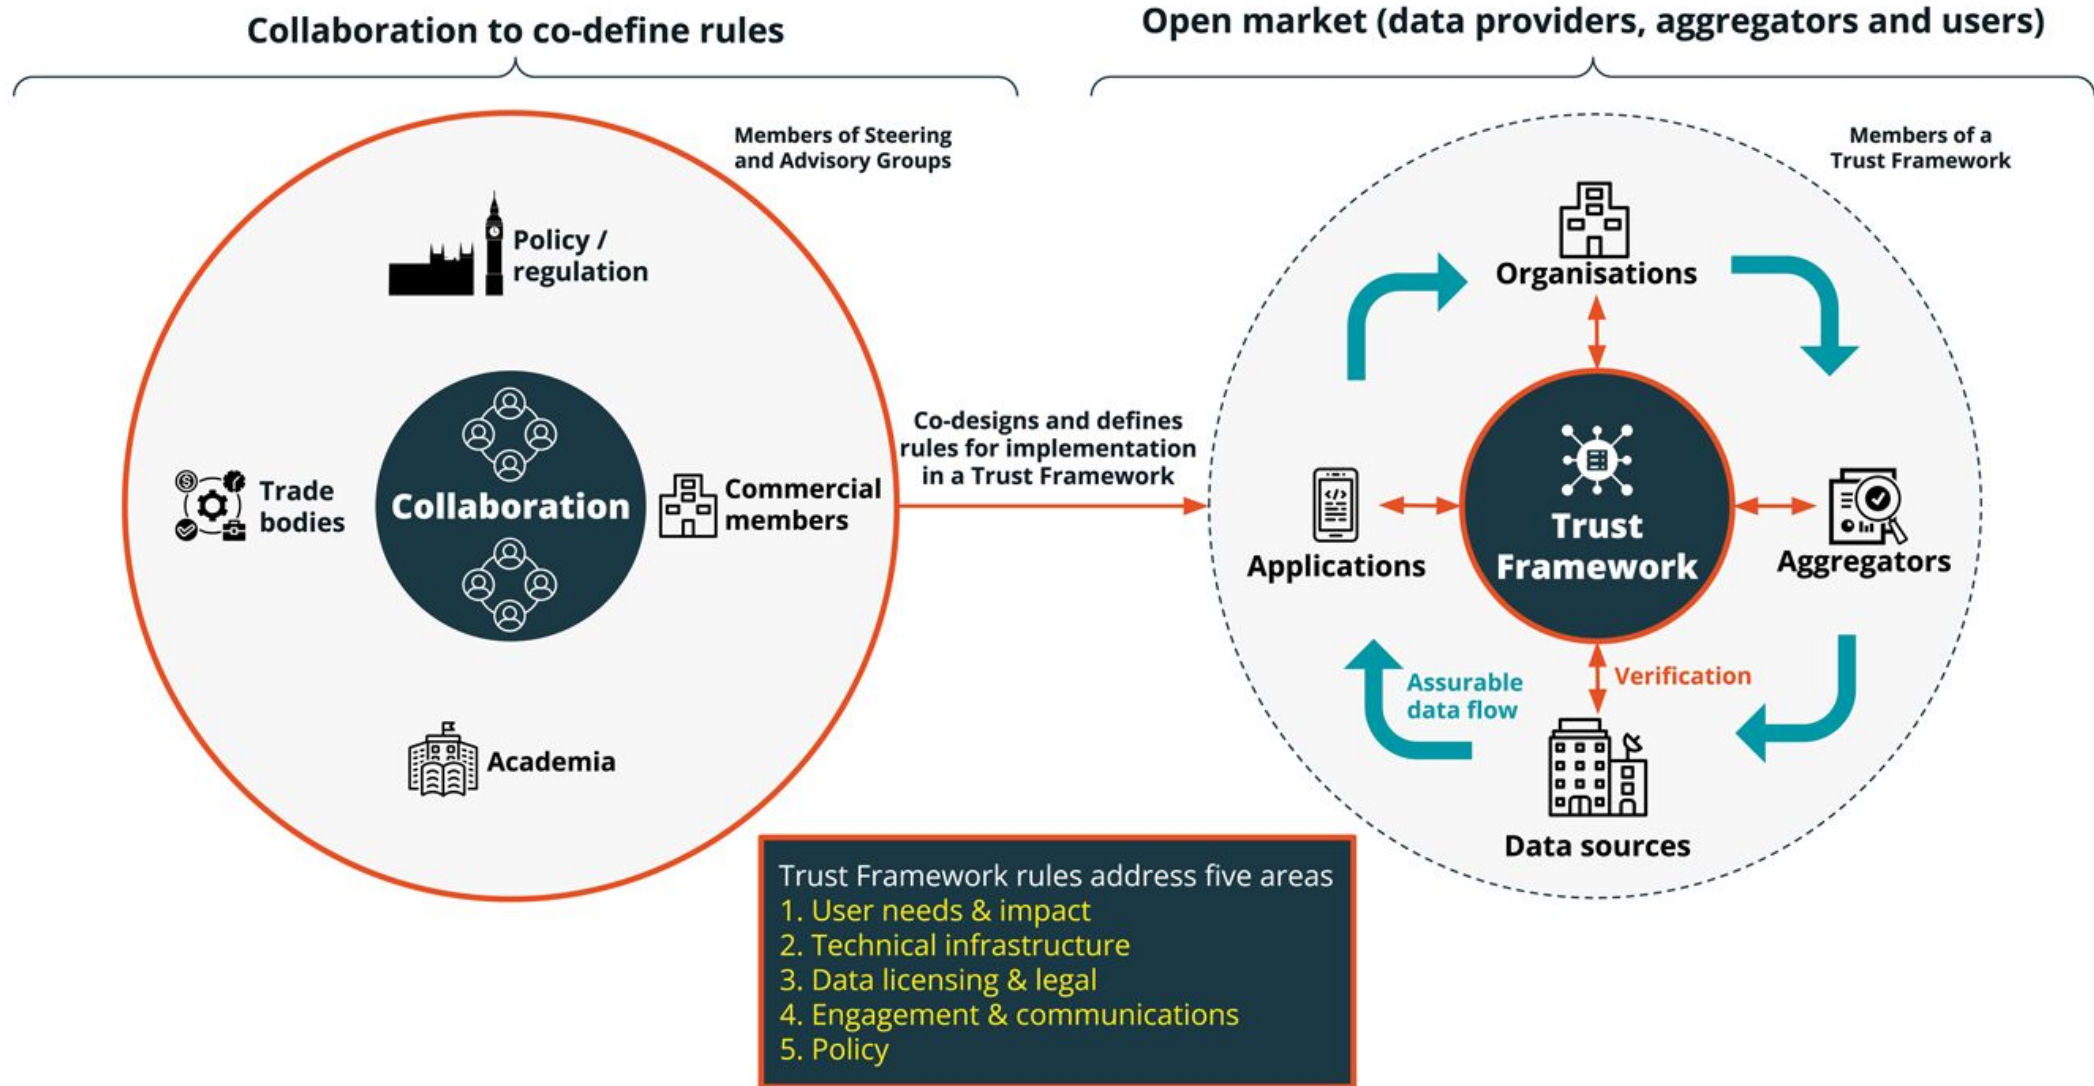 Collaboration to co-define rules
Open market (data providers, aggregators and users)
Members of Steering
and Advisory Groups
Policy /
regulation
Trade
bodies
Collaboration
Commercial
members
Academia
Co-designs and defines
rules for implementation
in a Trust Framework
Members of a
Trust Framework
Organisations
Applications
Trust
Framework
Aggregators
Assurable
data flow
Verification
Data sources
Trust Framework rules address five areas
1. User needs & impact
2. Technical infrastructure
3. Data licensing & legal
4. Engagement & communications
5. Policy